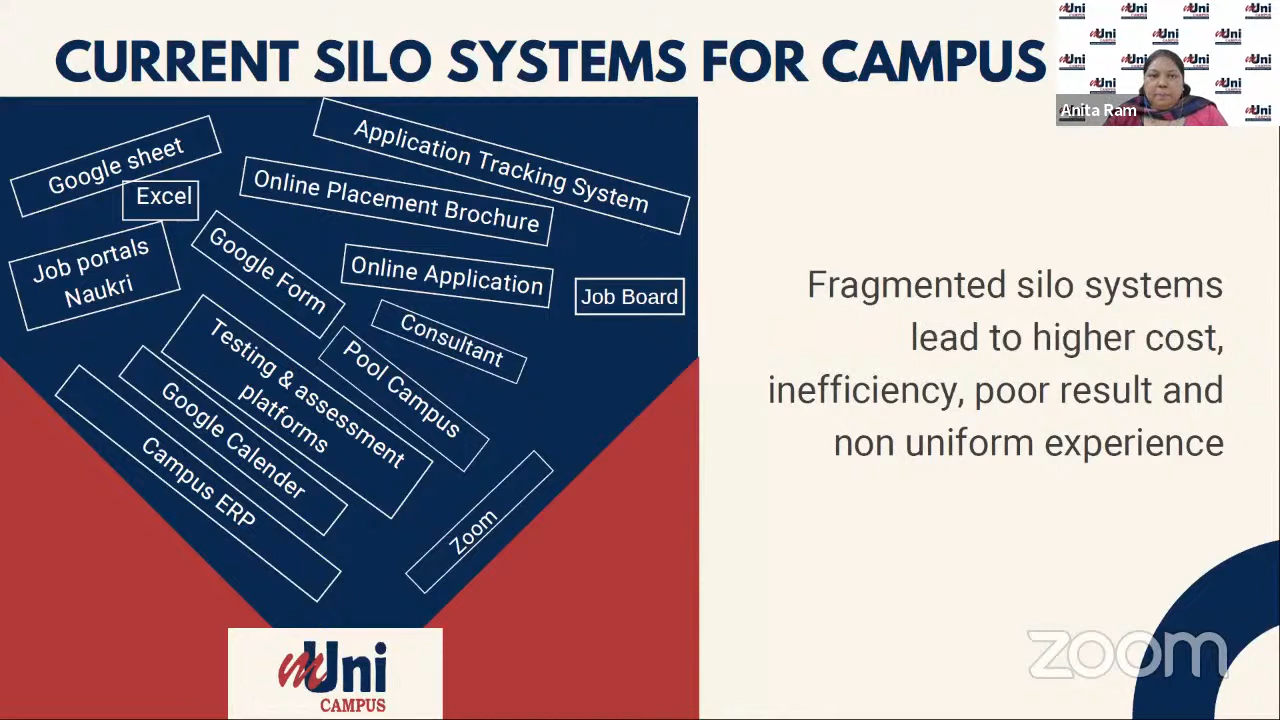 CURRENT SILO SYSTEMS FOR CAMPUS
Anita Ram
Google sheet
Excel
Application Tracking System
Online Placement Brochure
Job portals
Naukri
Google Form
Online Application
Job Board
Consultant
Testing & assessment
platforms
Pool Campus
Google Calender
Campus ERP
Zoom
Fragmented silo systems
lead to higher cost,
inefficiency, poor result and
non uniform experience
mUni
CAMPUS
zoom